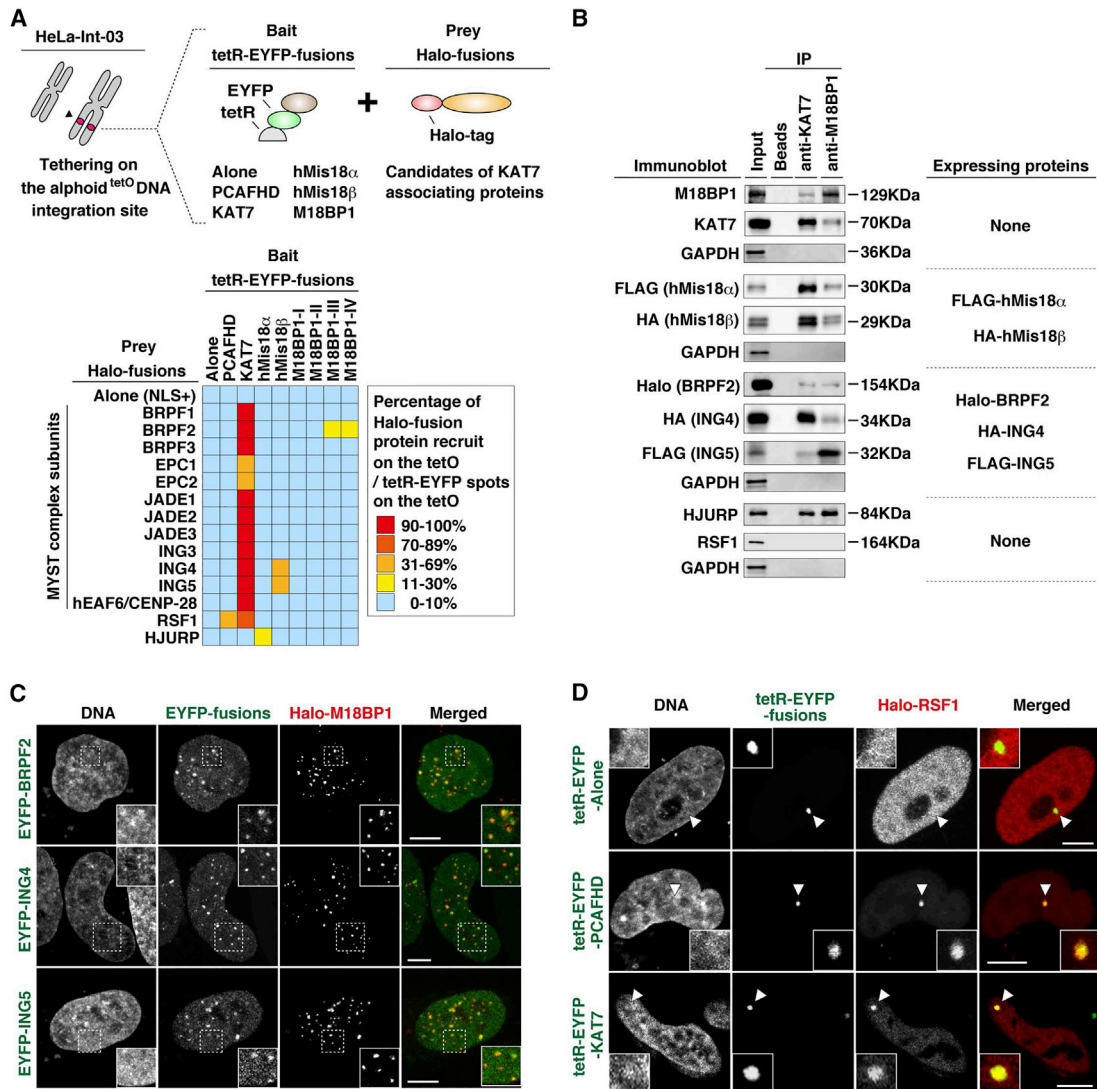 A
HeLa-Int-03
Tethering on
the alphoid tetO DNA
integration site
Bait
tetR-EYFP-fusions
EYFP
tetR
Alone hMis18α
PCAFHD hMis18β
KAT7 M18BP1
+
Prey
Halo-fusions
Halo-tag
Candidates of KAT7
associating proteins
Bait
tetR-EYFP-fusions
Alone
PCAFHD
KAT7
hMis18α
hMis18β
M18BP1-I
M18BP1-II
M18BP1-III
M18BP1-IV
Prey
Halo-fusions
Alone (NLS+)
MYST complex subunits
BRPF1
BRPF2
BRPF3
EPC1
EPC2
JADE1
JADE2
JADE3
ING3
ING4
ING5
hEAF6/CENP-28
RSF1
HJURP
Percentage of
Halo-fusion
protein recruit
on the tetO
/ tetR-EYFP spots
on the tetO
90-100%
70-89%
31-69%
11-30%
0-10%
B
IP
Immunoblot
Input
Beads
anti-KAT7
anti-M18BP1
Expressing proteins
M18BP1 129KDa
KAT7 70KDa
GAPDH 36KDa
None
FLAG (hMis18α) 30KDa
HA (hMis18β) 29KDa
GAPDH
FLAG-hMis18α
HA-hMis18β
Halo (BRPF2) 154KDa
HA (ING4) 34KDa
FLAG (ING5) 32KDa
GAPDH
Halo-BRPF2
HA-ING4
FLAG-ING5
HJURP 84KDa
RSF1 164KDa
GAPDH
None
C
DNA EYFP-fusions Halo-M18BP1 Merged
EYFP-BRPF2
EYFP-ING4
EYFP-ING5
D
DNA tetR-EYFP Halo-RSF1 Merged
-fusions
tetR-EYFP
-Alone
tetR-EYFP
-PCAFHD
tetR-EYFP
-KAT7